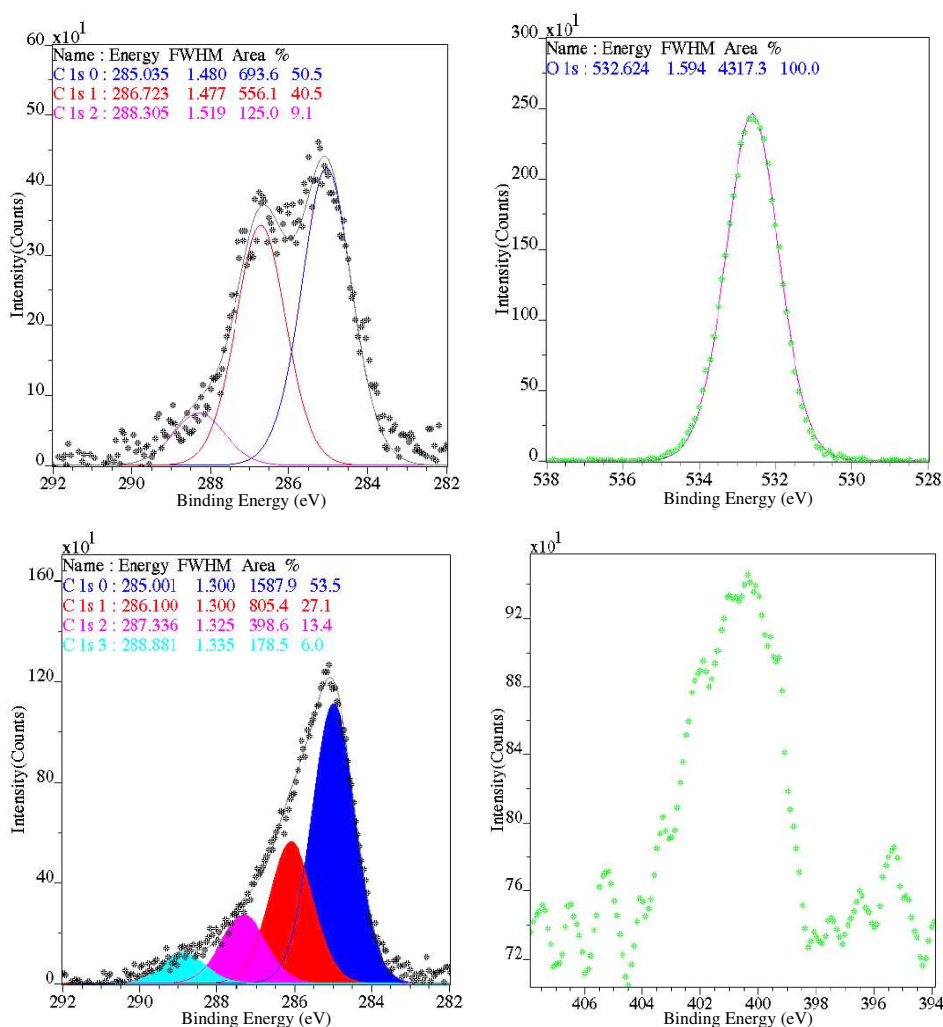 x10¹
60
50
40
30
20
10
0
Intensity(Counts)
Name : Energy FWHM Area %
C 1s 0 : 285.035 1.480 693.6 50.5
C 1s 1 : 286.723 1.477 556.1 40.5
C 1s 2 : 288.305 1.519 125.0 9.1
292 290 288 286 284 282
Binding Energy (eV)
x10¹
300
250
200
150
100
50
0
Intensity(Counts)
Name : Energy FWHM Area %
O 1s : 532.624 1.594 4317.3 100.0
538 536 534 532 530 528
Binding Energy (eV)
x10¹
160
120
80
40
0
Intensity(Counts)
Name : Energy FWHM Area %
C 1s 0 : 285.001 1.300 1587.9 53.5
C 1s 1 : 286.100 1.300 805.4 27.1
C 1s 2 : 287.336 1.325 398.6 13.4
C 1s 3 : 288.881 1.335 178.5 6.0
292 290 288 286 284 282
Binding Energy (eV)
x10¹
92
88
84
80
76
72
Intensity(Counts)
406 404 402 400 398 396 394
Binding Energy (eV)